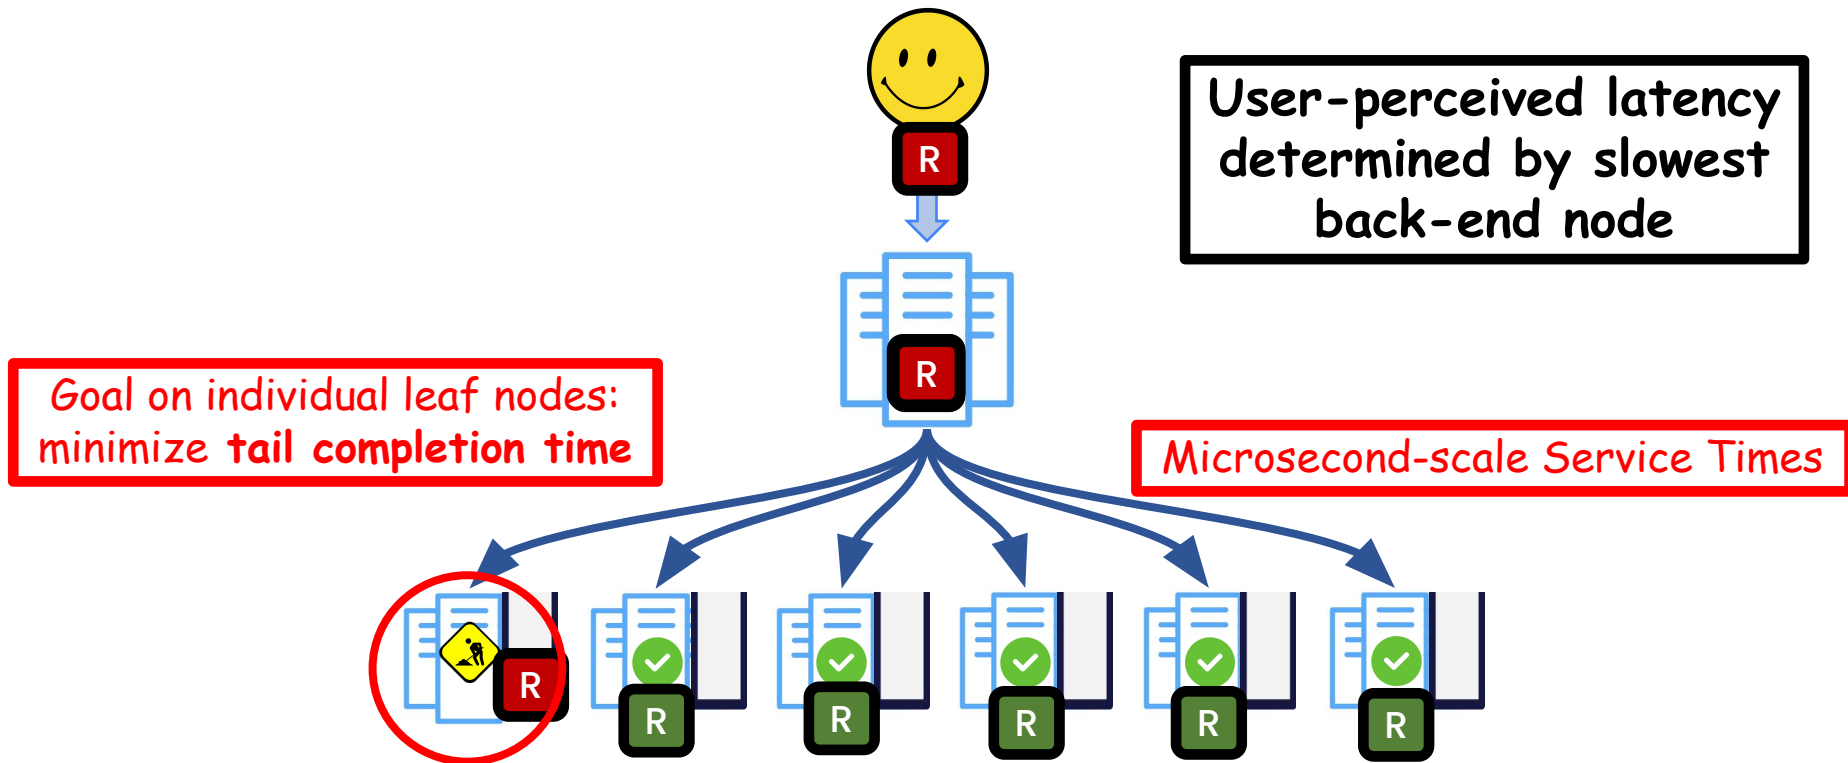 R
User-perceived latency
determined by slowest
back-end node
R
Goal on individual leaf nodes:
minimize tail completion time
Microsecond-scale Service Times
R
R
R
R
R
R